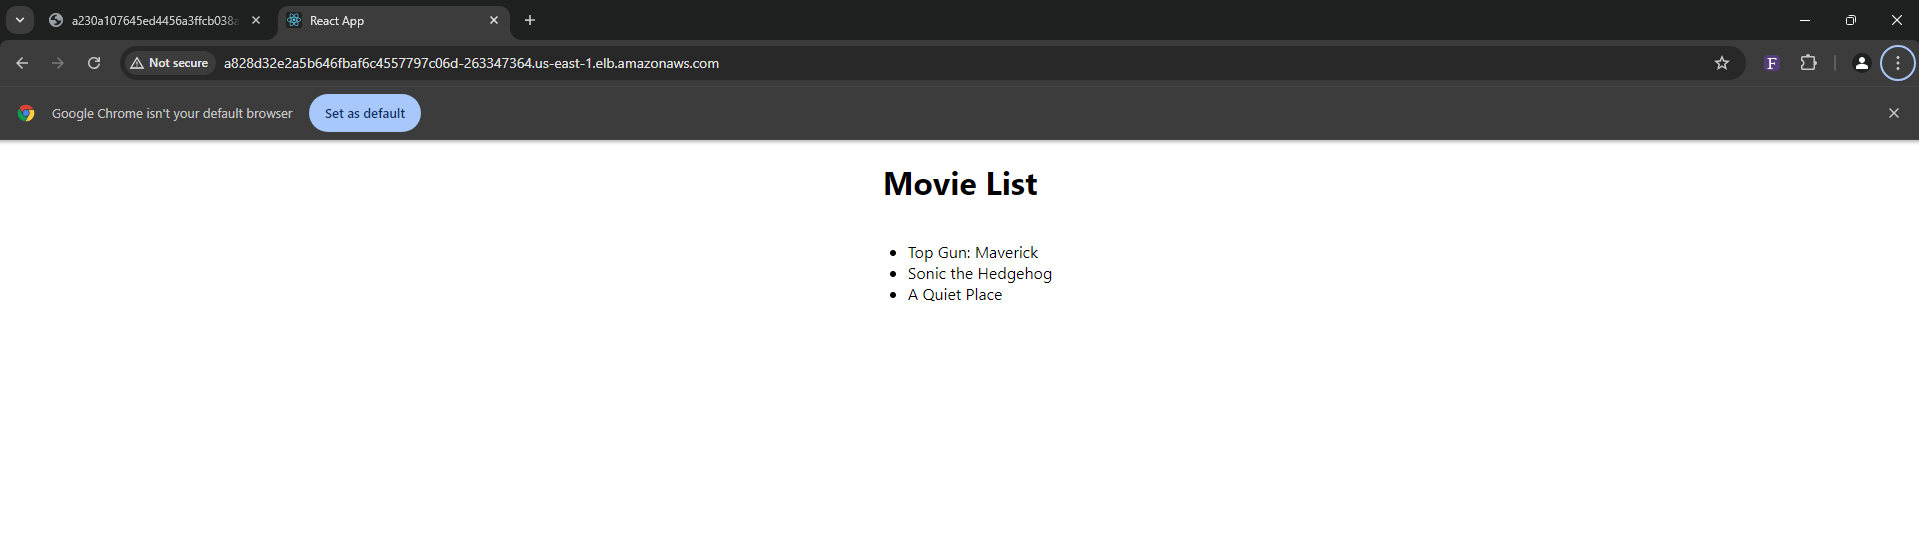 a230a107645ed4456a3ffcb038a
React App
Not secure
a828d32e2a5b646fbaf6c4557797c06d-263347364.us-east-1.elb.amazonaws.com
F
Google Chrome isn't your default browser
Set as default
Movie List
Top Gun: Maverick
Sonic the Hedgehog
A Quiet Place